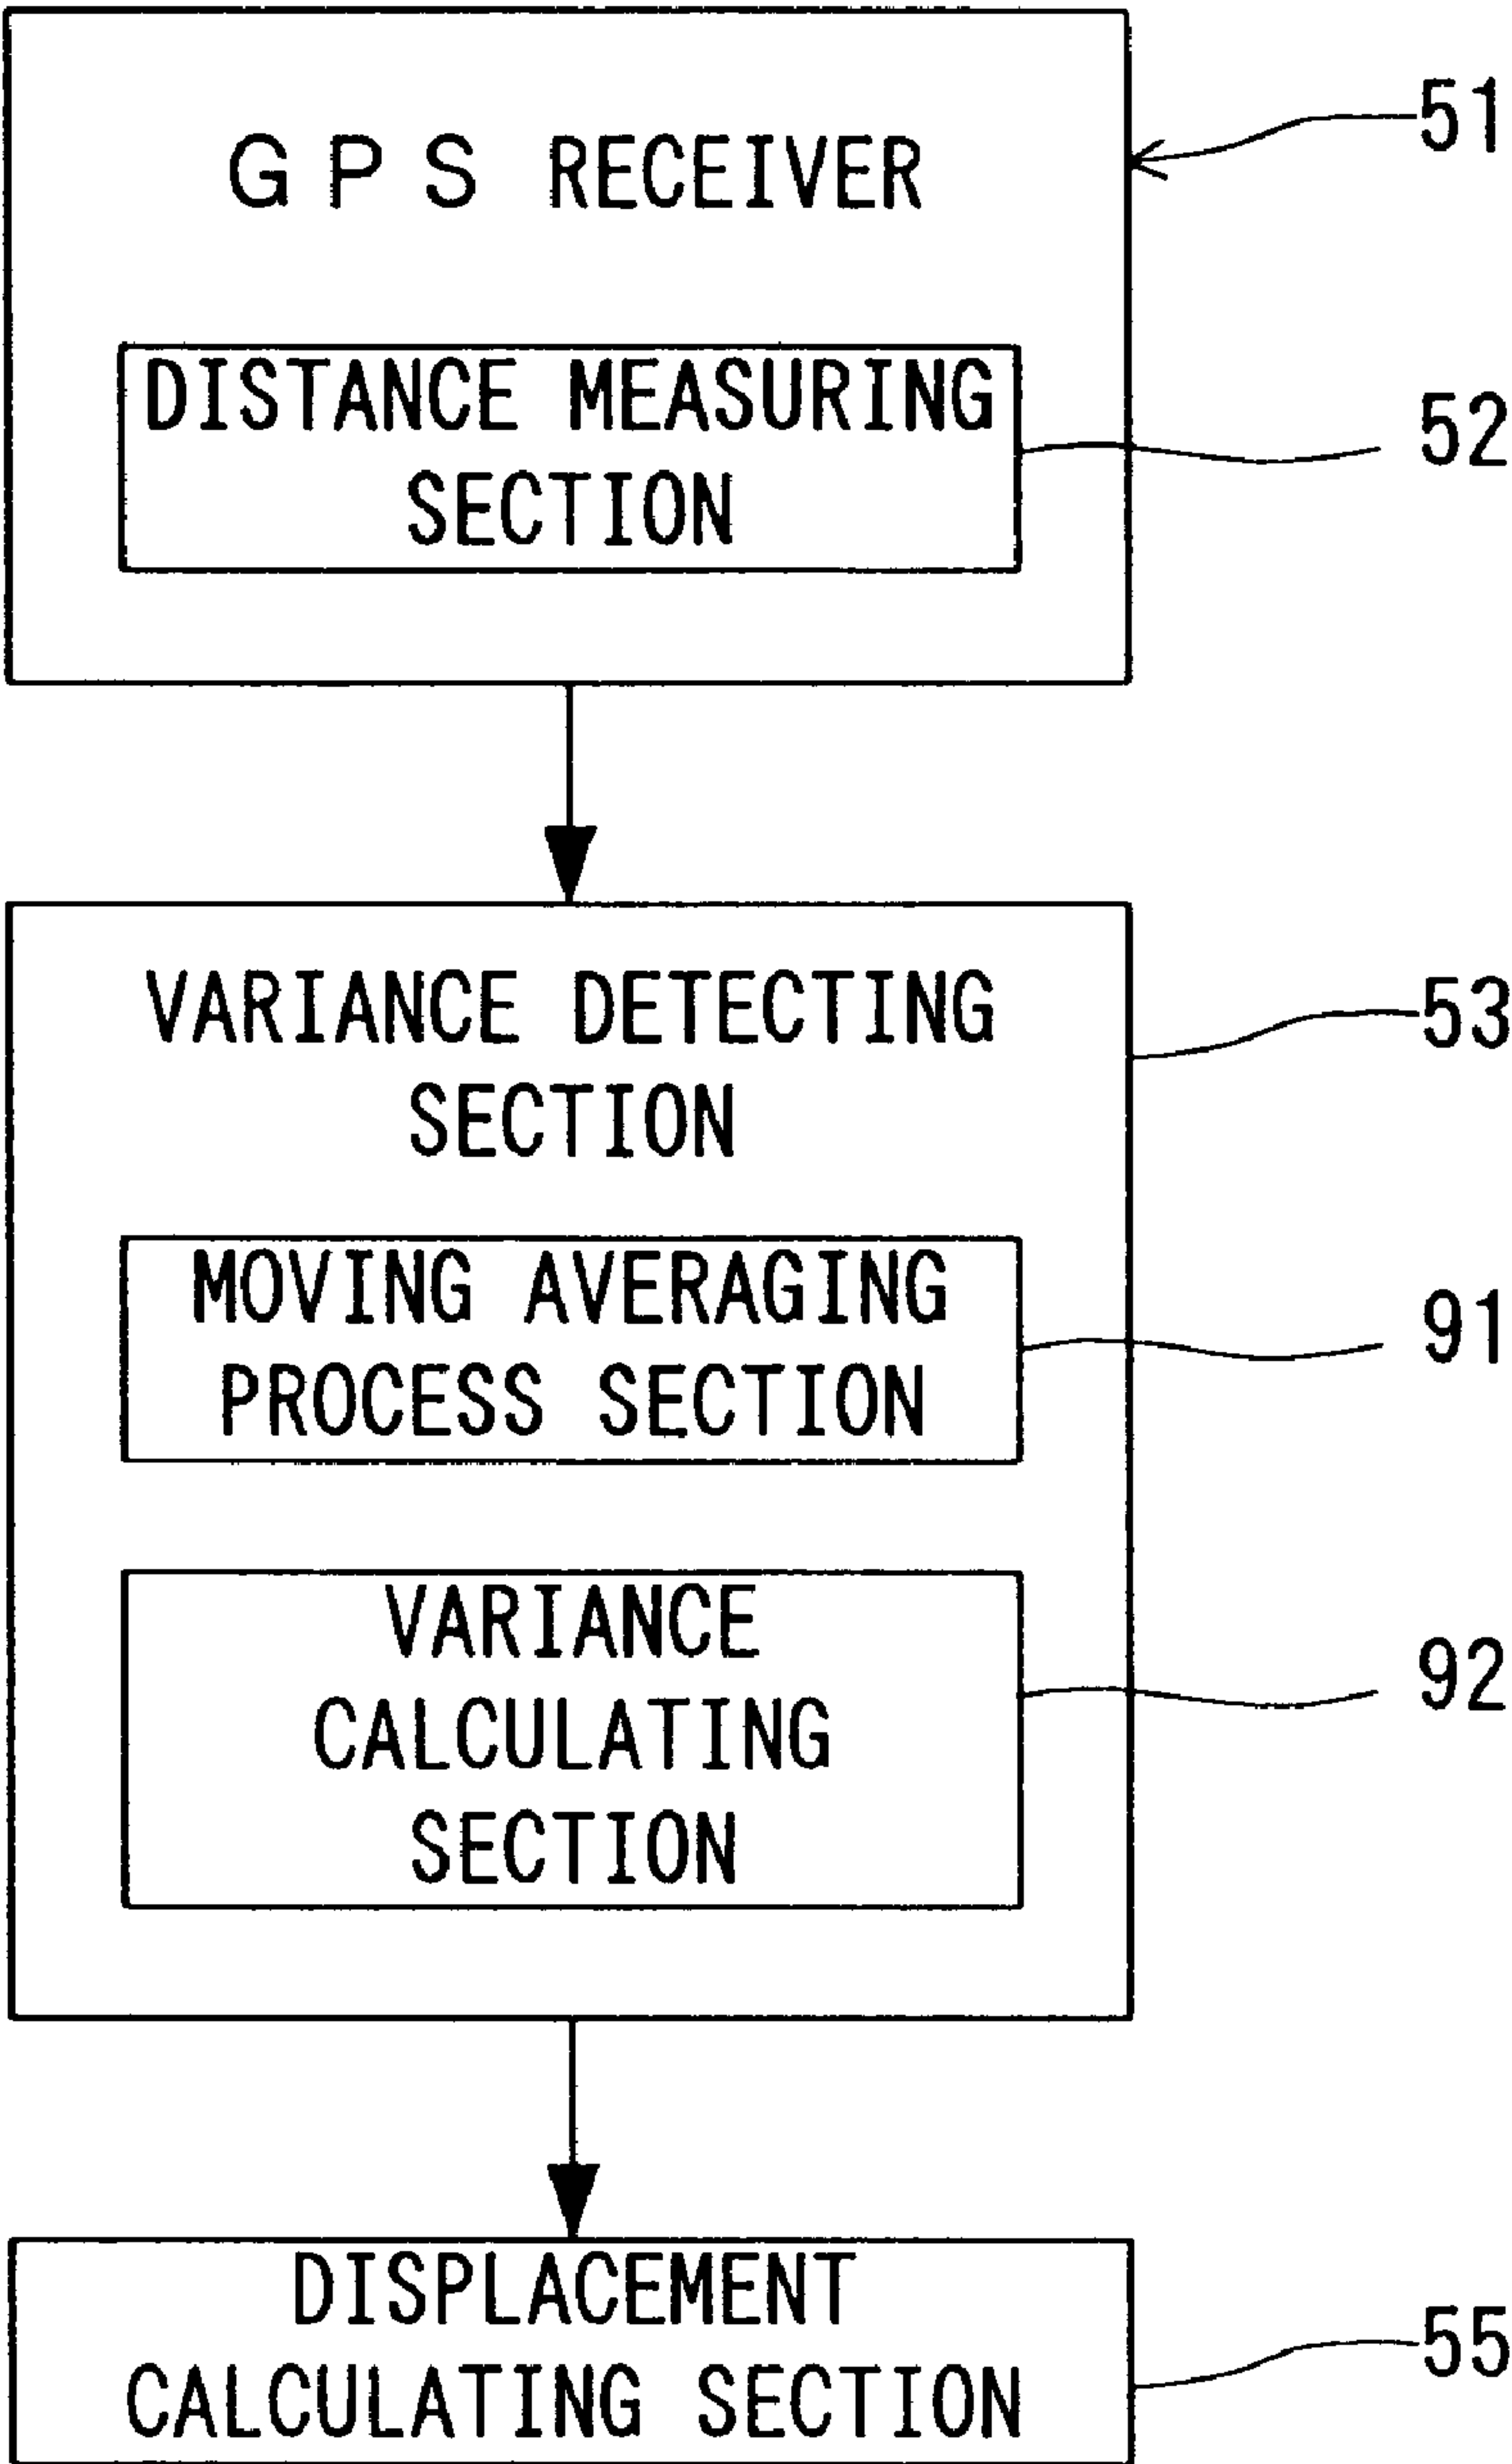 GPS RECEIVER
51
DISTANCE MEASURING
SECTION
52
VARIANCE DETECTING
SECTION
53
MOVING AVERAGING
PROCESS SECTION
91
VARIANCE
CALCULATING
SECTION
92
DISPLACEMENT
CALCULATING SECTION
55